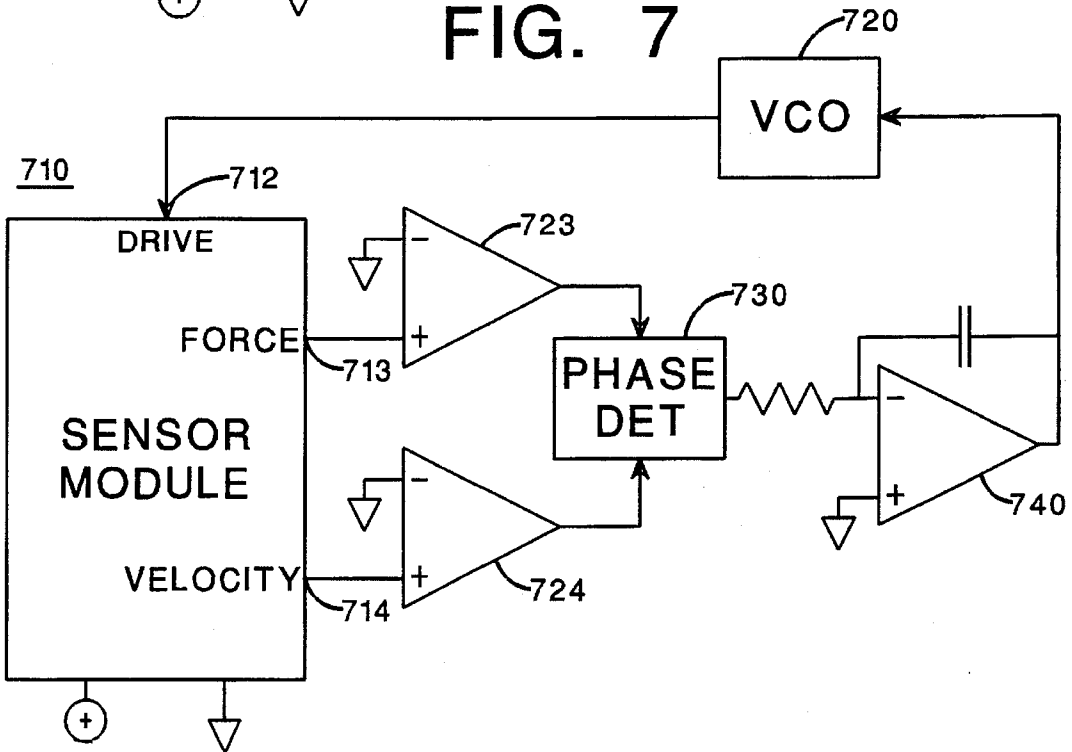 FIG. 7
720
VCO
710
712
DRIVE
723
-
FORCE
+
713
730
PHASE
DET
SENSOR
MODULE
-
-
+
740
VELOCITY
+
714
724
+
+